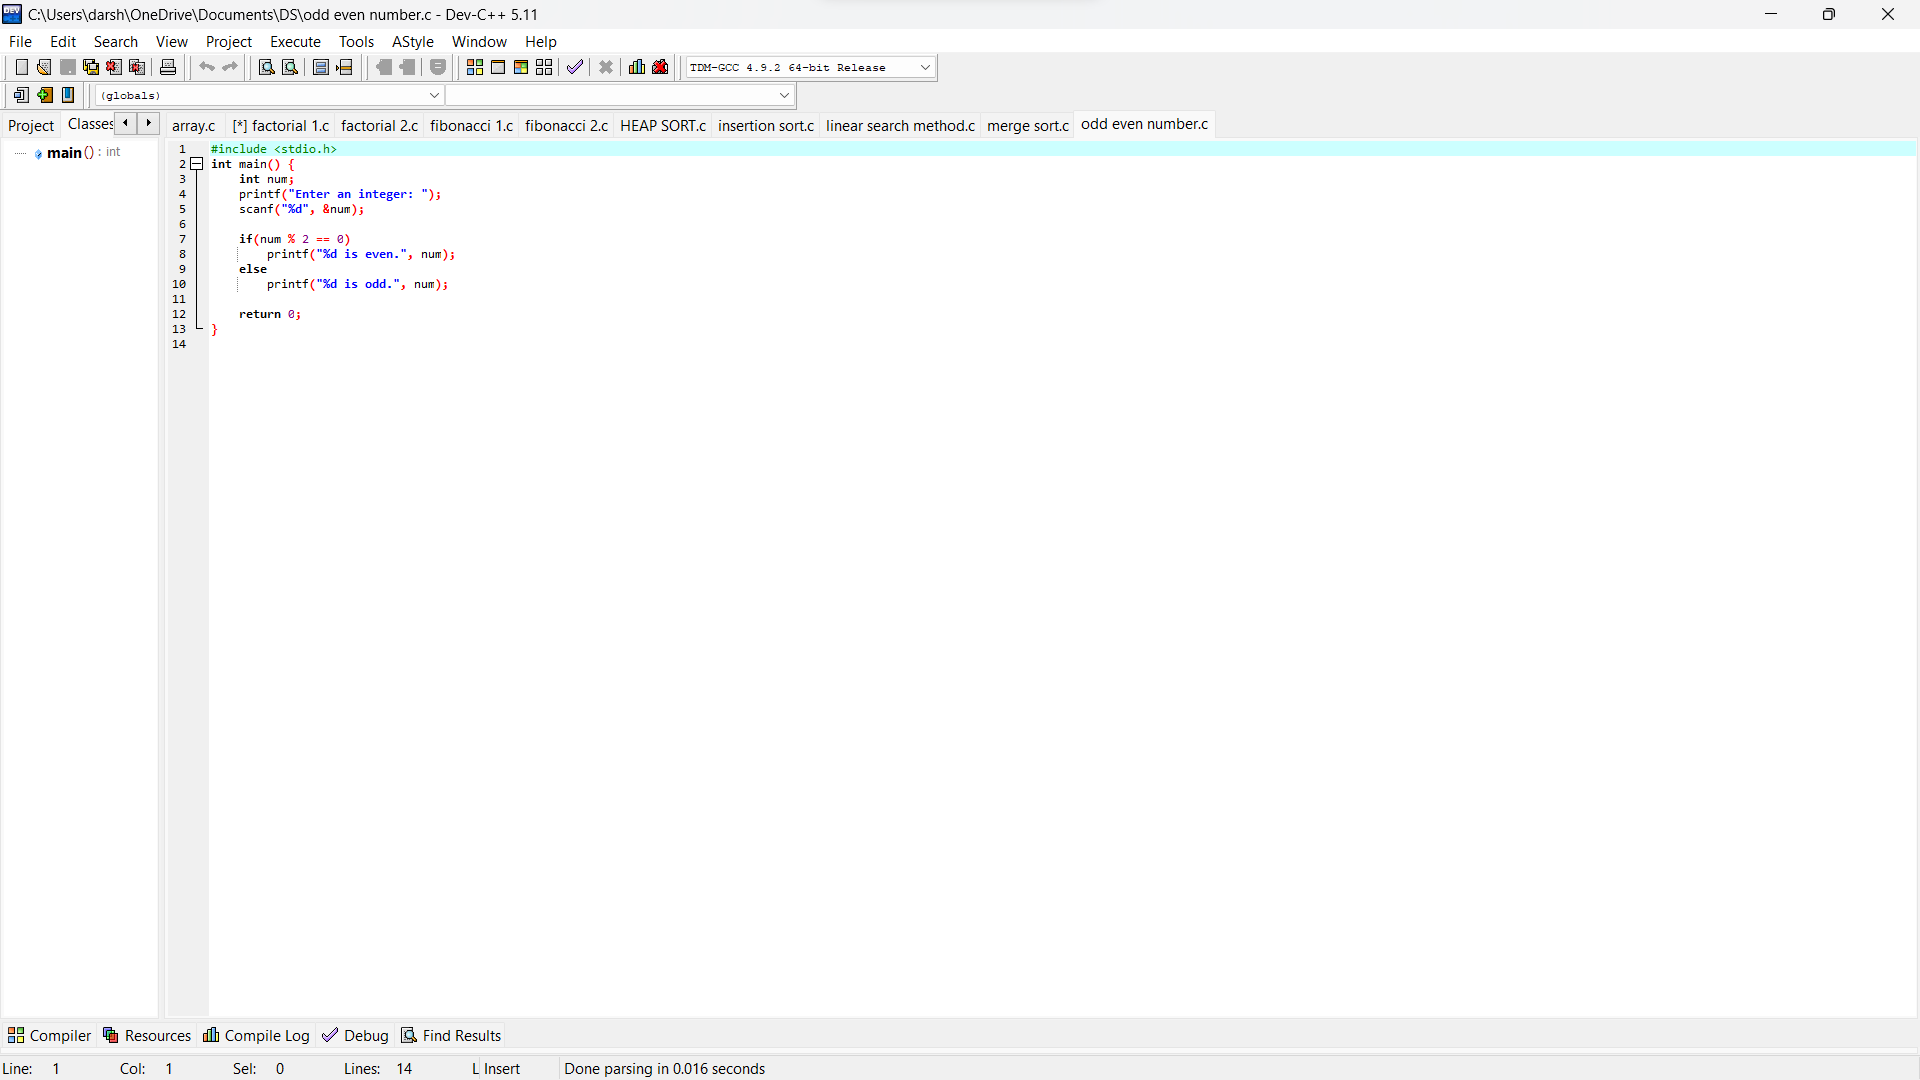 C:\Users\darsh\OneDrive\Documents\DS\odd even number.c - Dev-C++ 5.11
File Edit Search View Project Execute Tools AStyle Window Help
TDM-GCC 4.9.2 64-bit Release
(globals)
Project Classes array.c [*] factorial 1.c factorial 2.c fibonacci 1.c fibonacci 2.c HEAP SORT.c insertion sort.c linear search method.c merge sort.c odd even number.c
main() : int
1 #include <stdio.h>
2 int main() {
3 int num;
4 printf("Enter an integer: ");
5 scanf("%d", &num);
6
7 if(num % 2 == 0)
8 printf("%d is even.", num);
9 else
10 printf("%d is odd.", num);
11
12 return 0;
13 }
14
Compiler Resources Compile Log Debug Find Results
Line: 1 Col: 1 Sel: 0 Lines: 14 L Insert Done parsing in 0.016 seconds